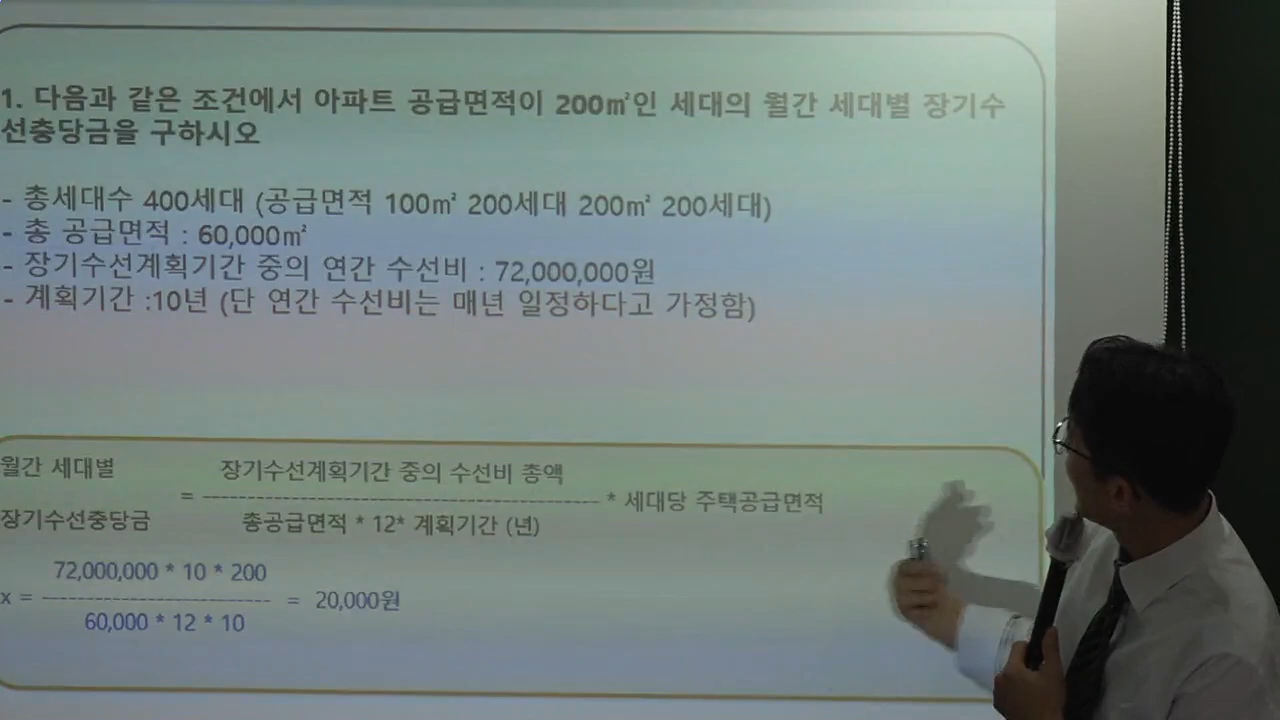 1. 다음과 같은 조건에서 아파트 공급면적이 200㎡인 세대의 월간 세대별 장기수
선충당금을 구하시오
- 총세대수 400세대 (공급면적 100㎡ 200세대 200㎡ 200세대)
- 총 공급면적 : 60,000㎡
- 장기수선계획기간 중의 연간 수선비 : 72,000,000원
- 계획기간 :10년 (단 연간 수선비는 매년 일정하다고 가정함)
월간 세대별 장기수선계획기간 중의 수선비 총액
= ---------------------------------------- * 세대당 주택공급면적
장기수선충당금 총공급면적 * 12* 계획기간 (년)
72,000,000 * 10 * 200
x = ----------------------- = 20,000원
60,000 * 12 * 10